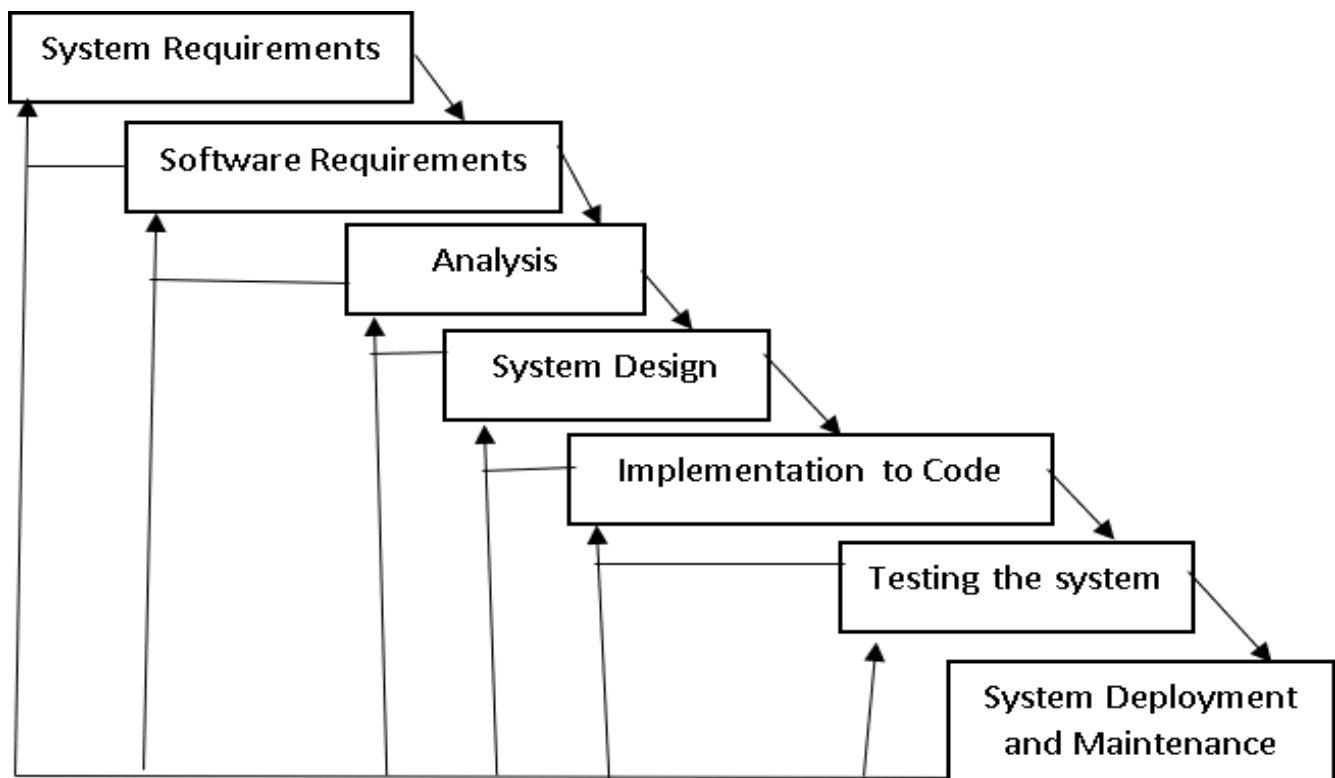 System Requirements
Software Requirements
Analysis
System Design
Implementation to Code
Testing the system
System Deployment
and Maintenance